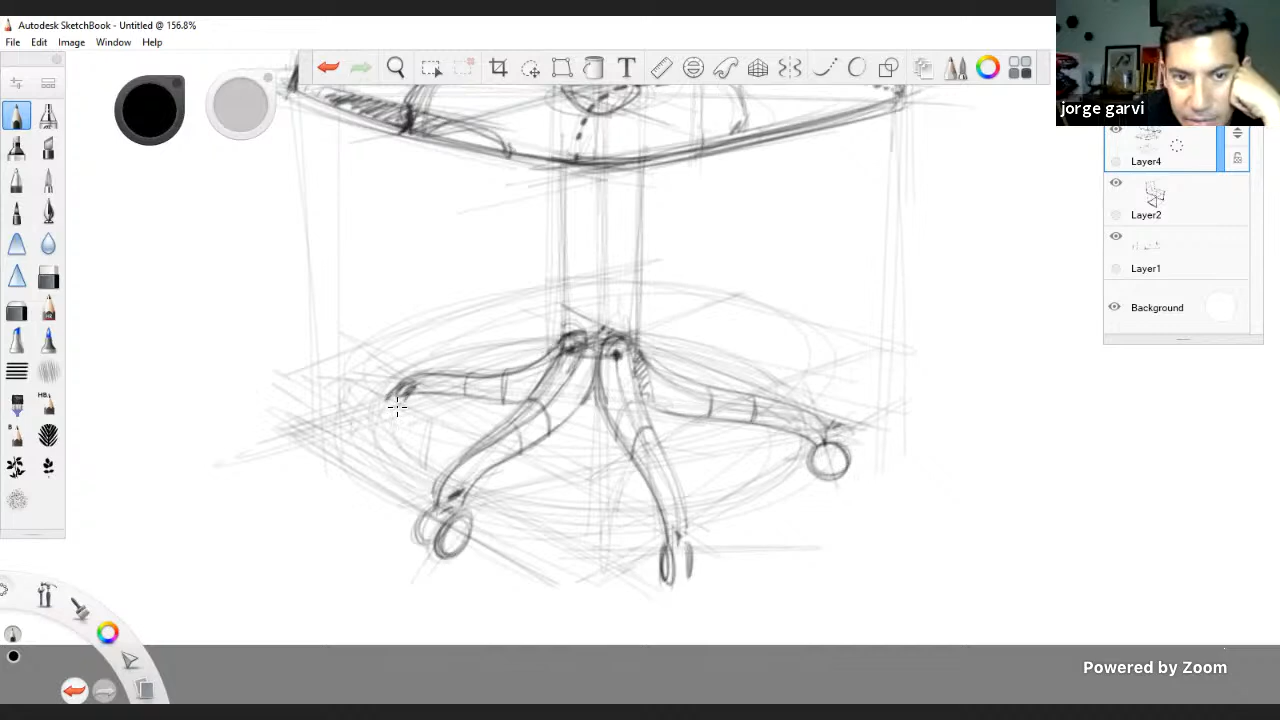 Autodesk SketchBook - Untitled @ 156.8%
File Edit Image Window Help
T
jorge garvi
Layer4
Layer2
Layer1
Background
HB
B
Powered by Zoom